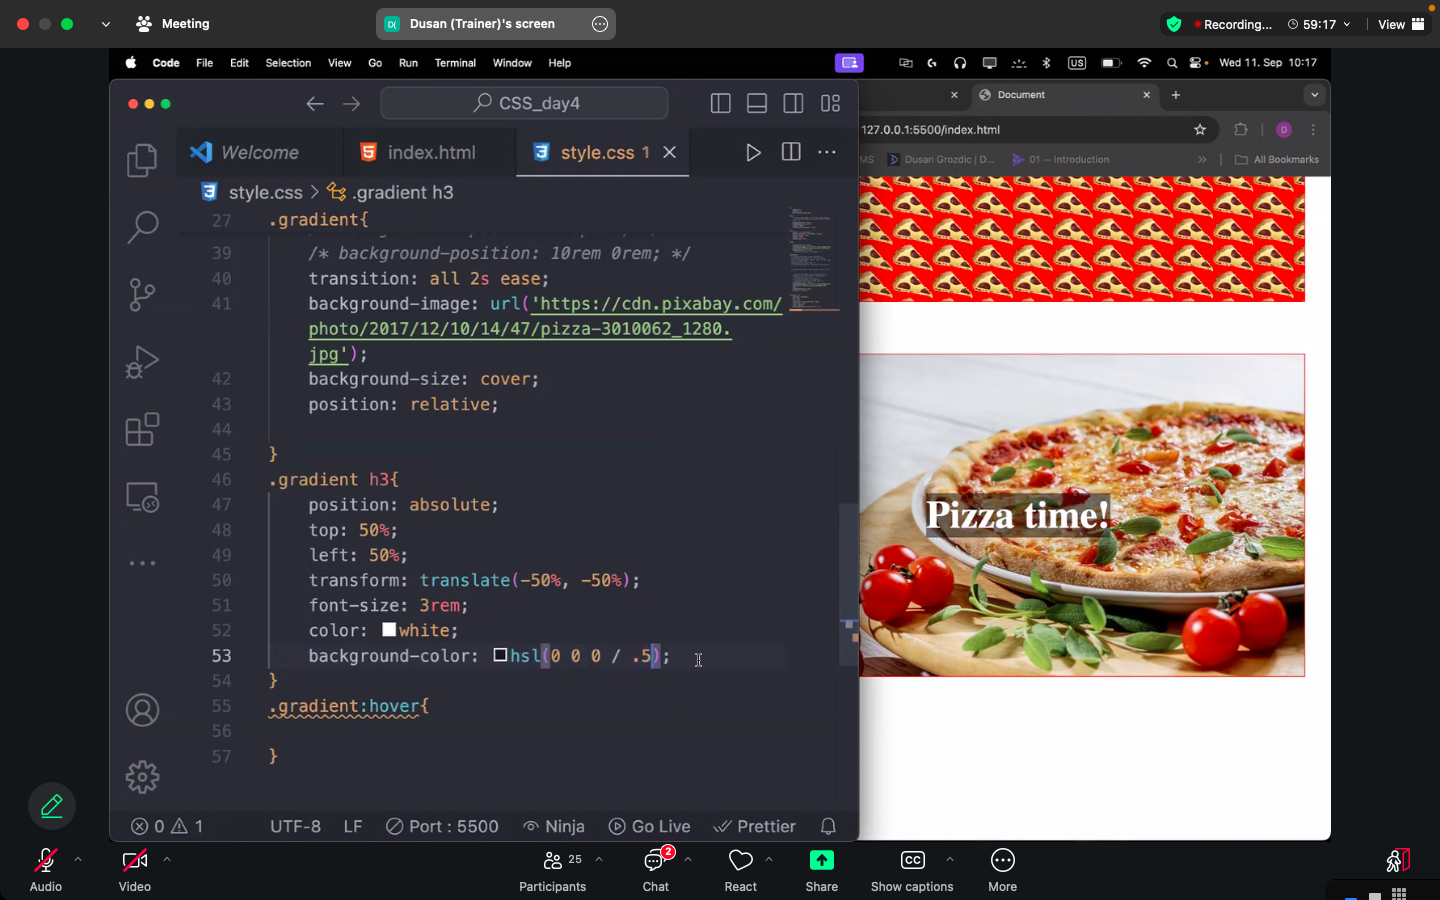 Meeting
D( Dusan (Trainer)'s screen
Recording... 59:17 View
Code File Edit Selection View Go Run Terminal Window Help US Wed 11. Sep 10:17
CSS_day4
Document
127.0.0.1:5500/index.html D
Welcome index.html style.css 1
MS Dusan Grozdic | D... 01 — Introduction All Bookmarks
style.css > .gradient h3
27 .gradient{
39 /* background-position: 10rem 0rem; */
40 transition: all 2s ease;
41 background-image: url('https://cdn.pixabay.com/
photo/2017/12/10/14/47/pizza-3010062_1280.
jpg');
42 background-size: cover;
43 position: relative;
44
45 }
46 .gradient h3{
47 position: absolute;
48 top: 50%;
49 left: 50%;
50 transform: translate(-50%, -50%);
51 font-size: 3rem;
52 color: white;
53 background-color: hsl(0 0 0 / .5);
54 }
55 .gradient:hover{
56
57 }
Pizza time!
0 1 UTF-8 LF Port : 5500 Ninja Go Live Prettier
Audio Video Participants 25 Chat 2 React Share CC Show captions More